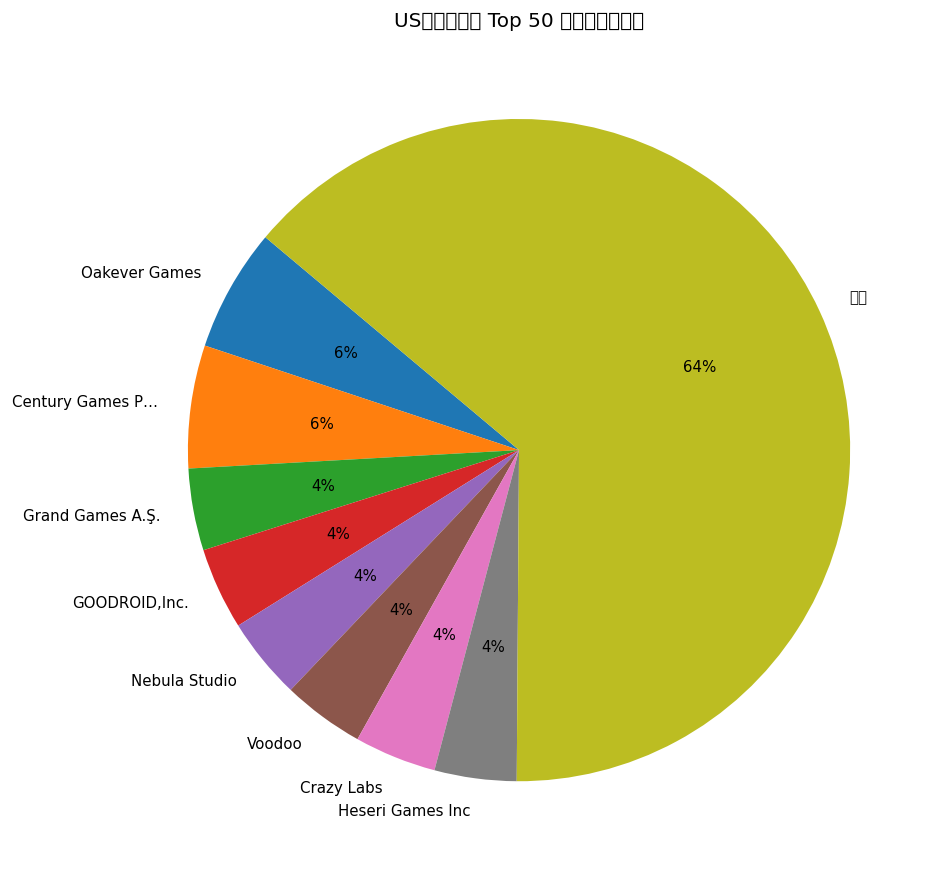 US Top 50
Oakever Games
6%
64%
Century Games P…
6%
Grand Games A.Ş.
4%
GOODROID,Inc.
4%
Nebula Studio
4%
Voodoo
4%
Crazy Labs
4%
Heseri Games Inc
4%